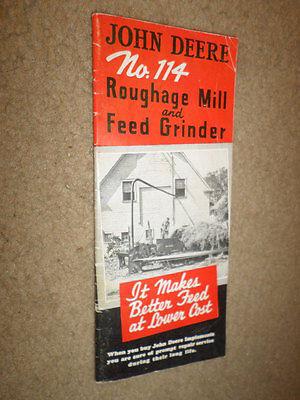 JOHN DEERE
No. 114
Roughage Mill
and
Feed Grinder
It Makes
Better Feed
at Lower Cost
When you buy John Deere Implements
you are sure of prompt repair service
during their long life.